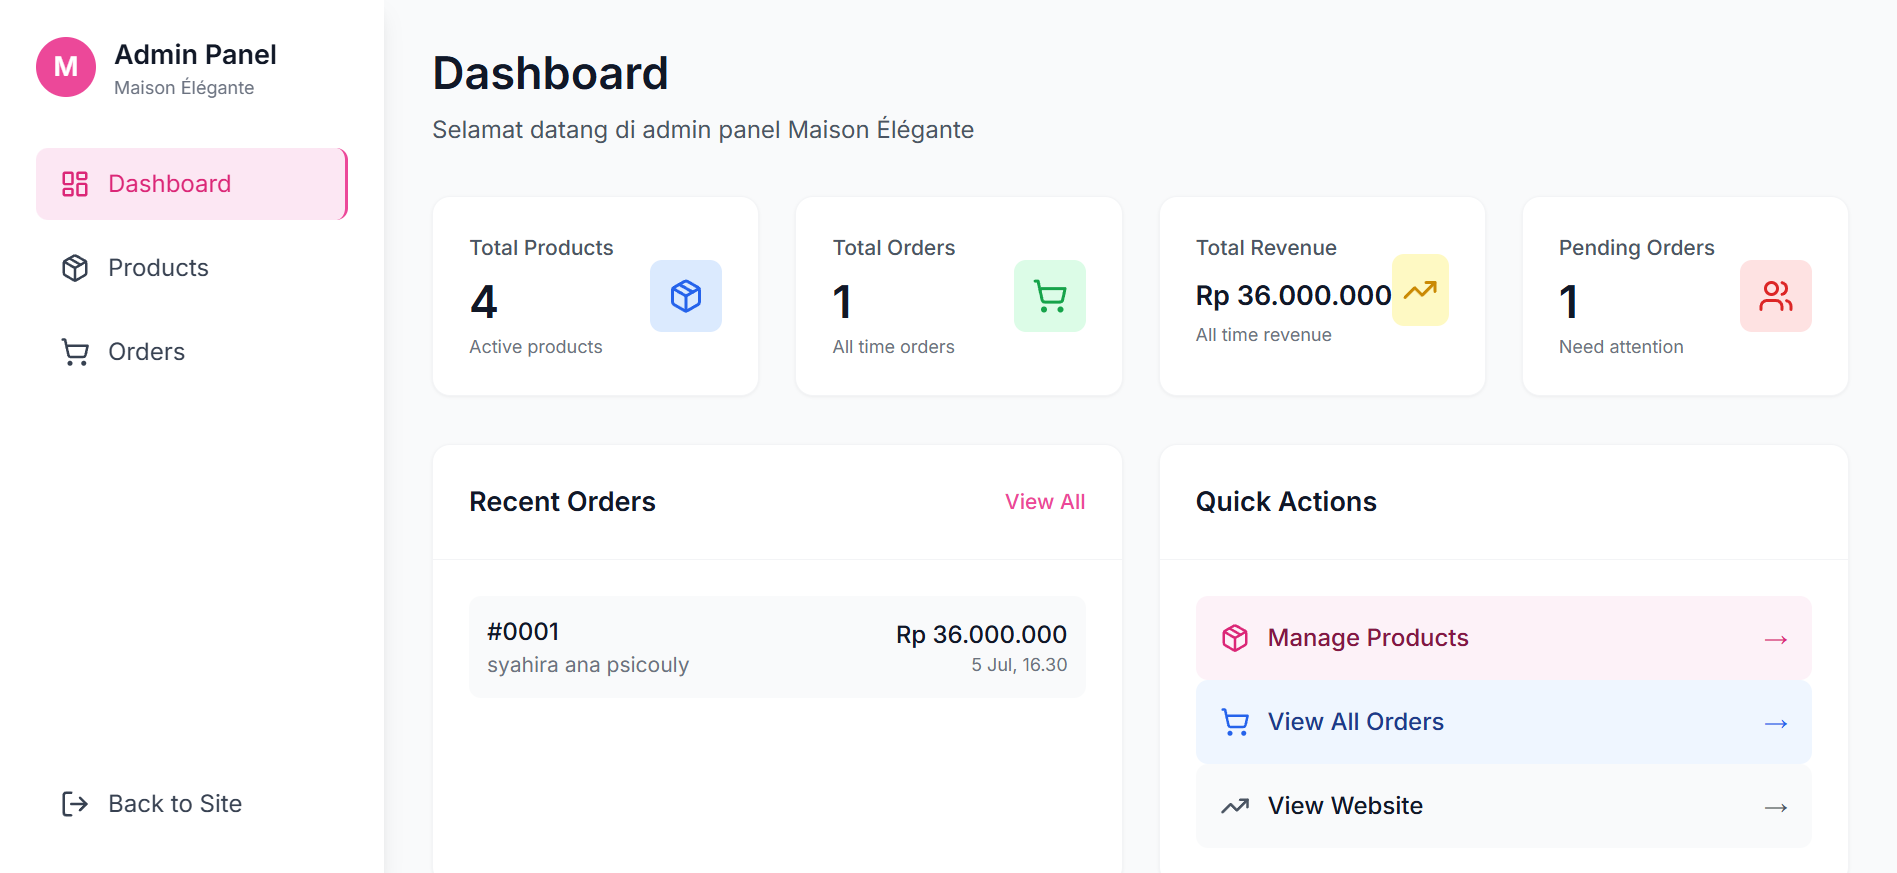 M
Admin Panel
Maison Élégante
Dashboard
Products
Orders
Back to Site
Dashboard
Selamat datang di admin panel Maison Élégante
Total Products
4
Active products
Total Orders
1
All time orders
Total Revenue
Rp 36.000.000
All time revenue
Pending Orders
1
Need attention
Recent Orders
View All
#0001
syahira ana psicouly
Rp 36.000.000
5 Jul, 16.30
Quick Actions
Manage Products →
View All Orders →
View Website →